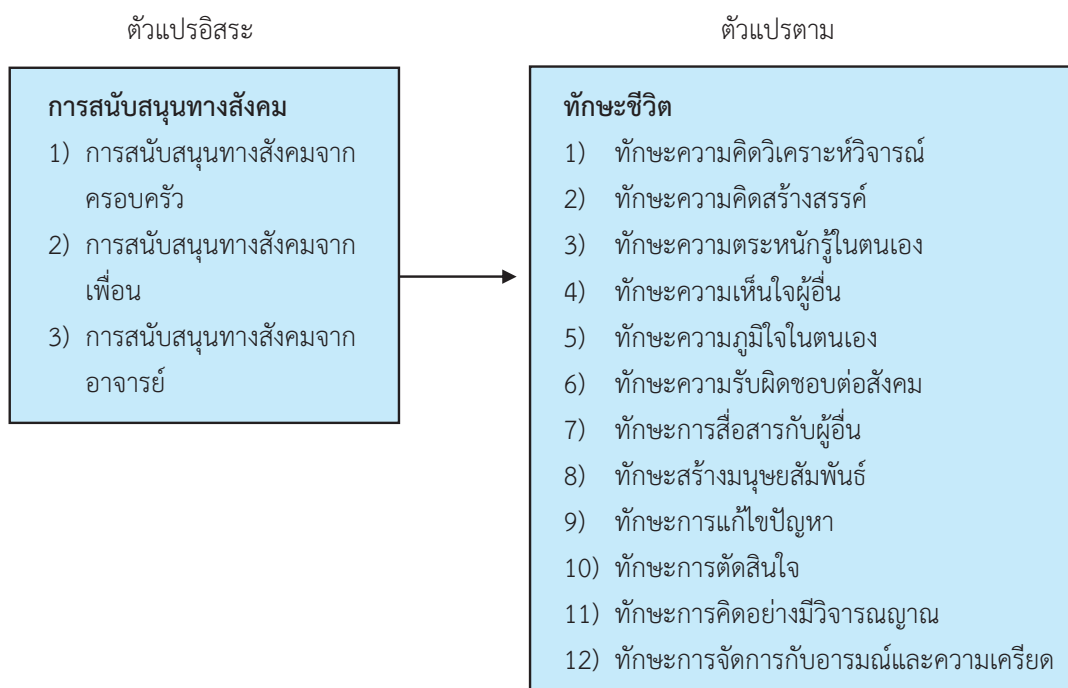 ตัวแปรอิสระ
การสนับสนุนทางสังคม
1) การสนับสนุนทางสังคมจาก
ครอบครัว
2) การสนับสนุนทางสังคมจาก
เพื่อน
3) การสนับสนุนทางสังคมจาก
อาจารย์
ตัวแปรตาม
ทักษะชีวิต
1) ทักษะความคิดวิเคราะห์วิจารณ์
2) ทักษะความคิดสร้างสรรค์
3) ทักษะความตระหนักรู้ในตนเอง
4) ทักษะความเห็นใจผู้อื่น
5) ทักษะความภูมิใจในตนเอง
6) ทักษะความรับผิดชอบต่อสังคม
7) ทักษะการสื่อสารกับผู้อื่น
8) ทักษะสร้างมนุษยสัมพันธ์
9) ทักษะการแก้ไขปัญหา
10) ทักษะการตัดสินใจ
11) ทักษะการคิดอย่างมีวิจารณญาณ
12) ทักษะการจัดการกับอารมณ์และความเครียด